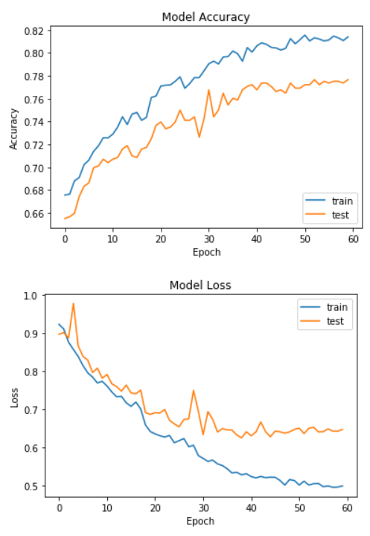 Model Accuracy
0.82
0.80
0.78
0.76
0.74
0.72
0.70
0.68
0.66
Accuracy
train
test
0 10 20 30 40 50 60
Epoch
Model Loss
1.0
0.9
0.8
0.7
0.6
0.5
Loss
train
test
0 10 20 30 40 50 60
Epoch